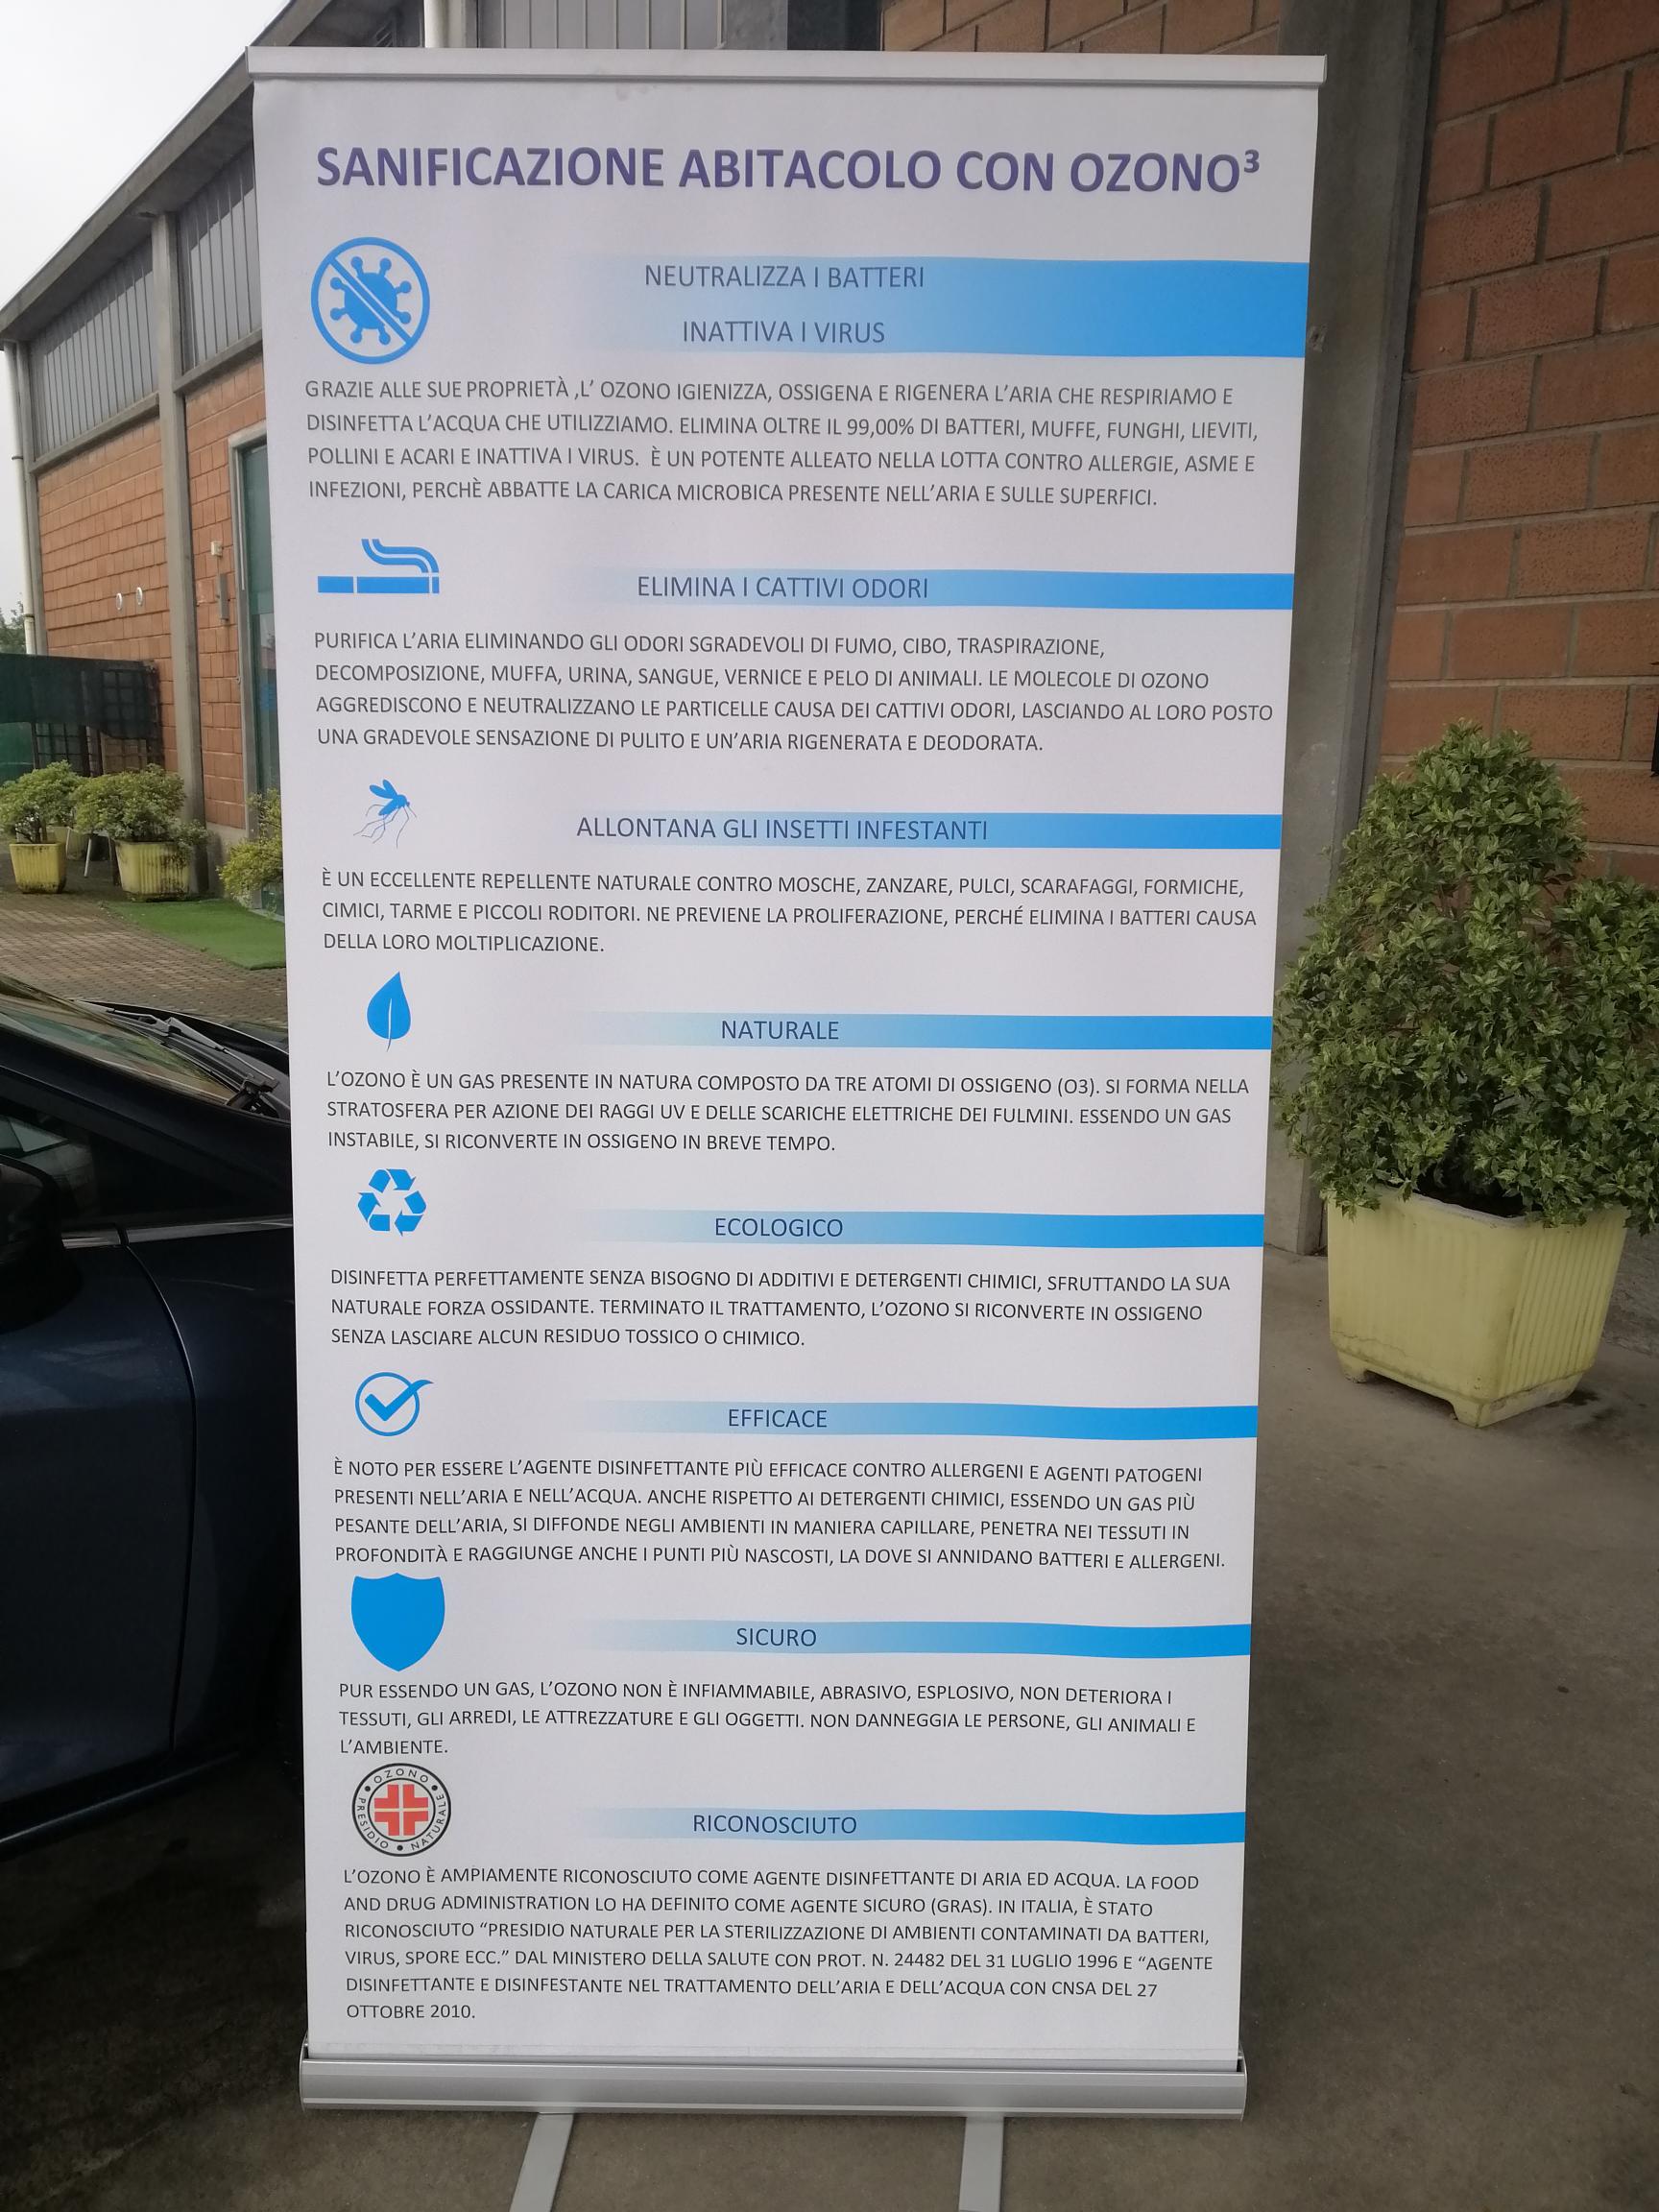 SANIFICAZIONE ABITACOLO CON OZONO³
NEUTRALIZZA I BATTERI
INATTIVA I VIRUS
GRAZIE ALLE SUE PROPRIETÀ ,L' OZONO IGIENIZZA, OSSIGENA E RIGENERA L'ARIA CHE RESPIRIAMO E
DISINFETTA L'ACQUA CHE UTILIZZIAMO. ELIMINA OLTRE IL 99,00% DI BATTERI, MUFFE, FUNGHI, LIEVITI,
POLLINI E ACARI E INATTIVA I VIRUS. È UN POTENTE ALLEATO NELLA LOTTA CONTRO ALLERGIE, ASME E
INFEZIONI, PERCHÈ ABBATTE LA CARICA MICROBICA PRESENTE NELL'ARIA E SULLE SUPERFICI.
ELIMINA I CATTIVI ODORI
PURIFICA L'ARIA ELIMINANDO GLI ODORI SGRADEVOLI DI FUMO, CIBO, TRASPIRAZIONE,
DECOMPOSIZIONE, MUFFA, URINA, SANGUE, VERNICE E PELO DI ANIMALI. LE MOLECOLE DI OZONO
AGGREDISCONO E NEUTRALIZZANO LE PARTICELLE CAUSA DEI CATTIVI ODORI, LASCIANDO AL LORO POSTO
UNA GRADEVOLE SENSAZIONE DI PULITO E UN'ARIA RIGENERATA E DEODORATA.
ALLONTANA GLI INSETTI INFESTANTI
È UN ECCELLENTE REPELLENTE NATURALE CONTRO MOSCHE, ZANZARE, PULCI, SCARAFAGGI, FORMICHE,
CIMICI, TARME E PICCOLI RODITORI. NE PREVIENE LA PROLIFERAZIONE, PERCHÉ ELIMINA I BATTERI CAUSA
DELLA LORO MOLTIPLICAZIONE.
NATURALE
L'OZONO È UN GAS PRESENTE IN NATURA COMPOSTO DA TRE ATOMI DI OSSIGENO (O3). SI FORMA NELLA
STRATOSFERA PER AZIONE DEI RAGGI UV E DELLE SCARICHE ELETTRICHE DEI FULMINI. ESSENDO UN GAS
INSTABILE, SI RICONVERTE IN OSSIGENO IN BREVE TEMPO.
ECOLOGICO
DISINFETTA PERFETTAMENTE SENZA BISOGNO DI ADDITIVI E DETERGENTI CHIMICI, SFRUTTANDO LA SUA
NATURALE FORZA OSSIDANTE. TERMINATO IL TRATTAMENTO, L'OZONO SI RICONVERTE IN OSSIGENO
SENZA LASCIARE ALCUN RESIDUO TOSSICO O CHIMICO.
EFFICACE
È NOTO PER ESSERE L'AGENTE DISINFETTANTE PIÙ EFFICACE CONTRO ALLERGENI E AGENTI PATOGENI
PRESENTI NELL'ARIA E NELL'ACQUA. ANCHE RISPETTO AI DETERGENTI CHIMICI, ESSENDO UN GAS PIÙ
PESANTE DELL'ARIA, SI DIFFONDE NEGLI AMBIENTI IN MANIERA CAPILLARE, PENETRA NEI TESSUTI IN
PROFONDITÀ E RAGGIUNGE ANCHE I PUNTI PIÙ NASCOSTI, LA DOVE SI ANNIDANO BATTERI E ALLERGENI.
SICURO
PUR ESSENDO UN GAS, L'OZONO NON È INFIAMMABILE, ABRASIVO, ESPLOSIVO, NON DETERIORA I
TESSUTI, GLI ARREDI, LE ATTREZZATURE E GLI OGGETTI. NON DANNEGGIA LE PERSONE, GLI ANIMALI E
L'AMBIENTE.
OZONO • PRESIDIO • NATURALE •
RICONOSCIUTO
L'OZONO È AMPIAMENTE RICONOSCIUTO COME AGENTE DISINFETTANTE DI ARIA ED ACQUA. LA FOOD
AND DRUG ADMINISTRATION LO HA DEFINITO COME AGENTE SICURO (GRAS). IN ITALIA, È STATO
RICONOSCIUTO "PRESIDIO NATURALE PER LA STERILIZZAZIONE DI AMBIENTI CONTAMINATI DA BATTERI,
VIRUS, SPORE ECC." DAL MINISTERO DELLA SALUTE CON PROT. N. 24482 DEL 31 LUGLIO 1996 E "AGENTE
DISINFETTANTE E DISINFESTANTE NEL TRATTAMENTO DELL'ARIA E DELL'ACQUA CON CNSA DEL 27
OTTOBRE 2010.